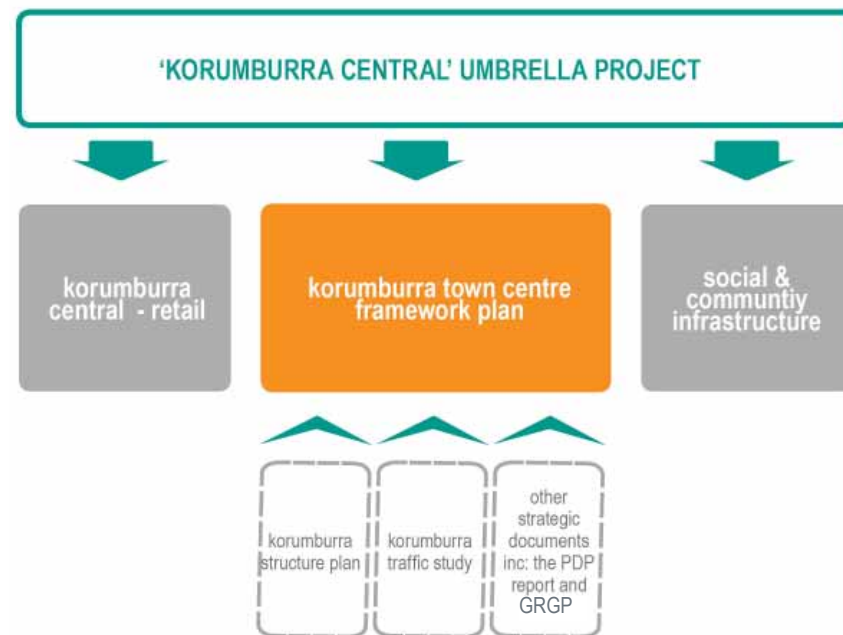 ‘KORUMBURRA CENTRAL’ UMBRELLA PROJECT
korumburra
central - retail
korumburra town centre
framework plan
social &
communtiy
infrastructure
korumburra
structure plan
korumburra
traffic study
other
strategic
documents
inc: the PDP
report and
GRGP